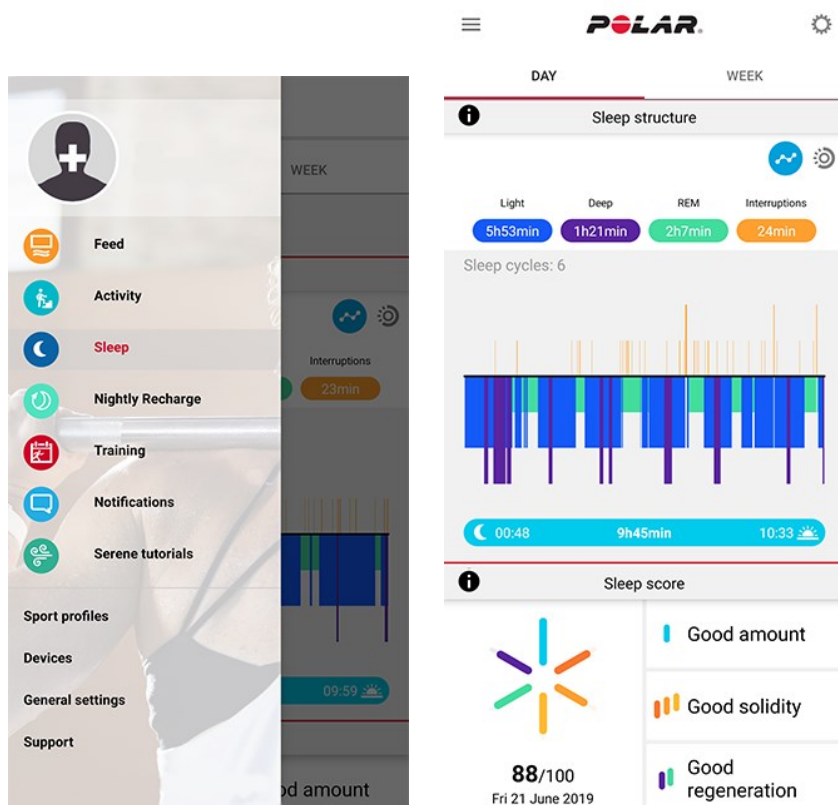 Feed
Activity
Sleep
Nightly Recharge
Training
Notifications
Serene tutorials
Sport profiles
Devices
General settings
Support
WEEK
Interruptions
23min
09:59
od amount
POLAR.
DAY WEEK
i Sleep structure
Light Deep REM Interruptions
5h53min 1h21min 2h7min 24min
Sleep cycles: 6
00:48 9h45min 10:33
i Sleep score
Good amount
Good solidity
Good
regeneration
88/100
Fri 21 June 2019